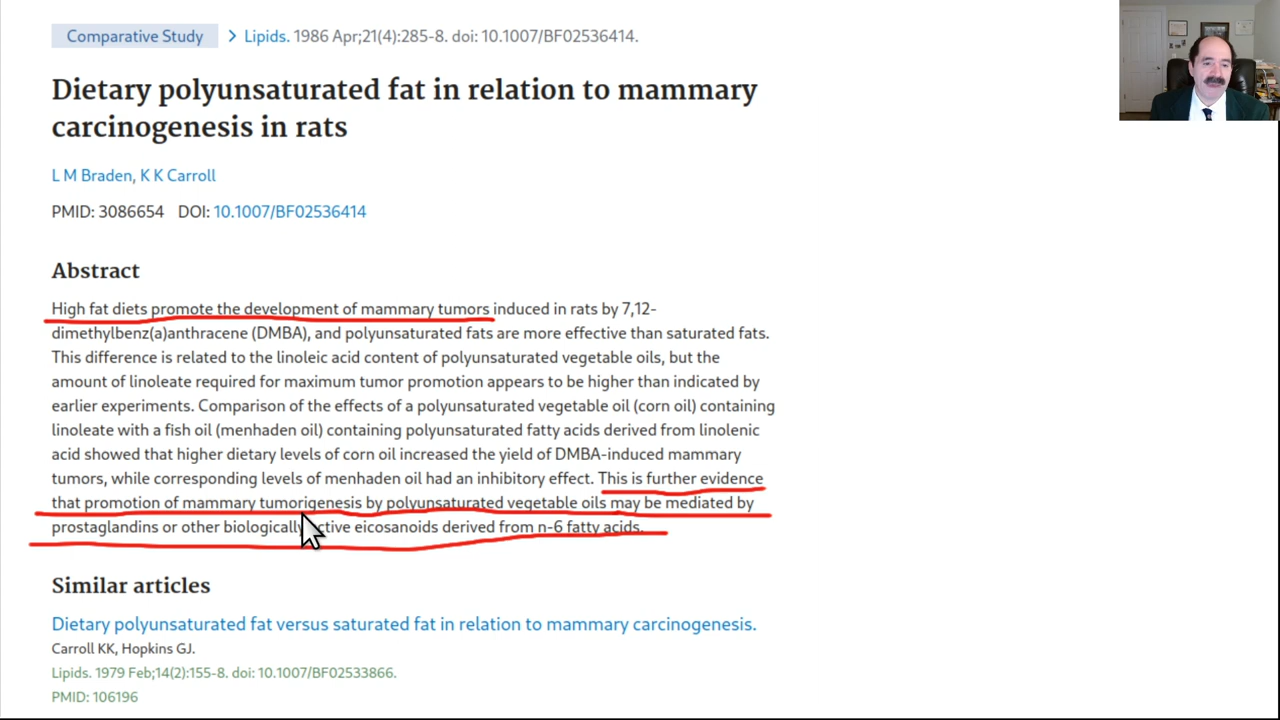 Comparative Study > Lipids. 1986 Apr;21(4):285-8. doi: 10.1007/BF02536414.
Dietary polyunsaturated fat in relation to mammary
carcinogenesis in rats
L M Braden, K K Carroll
PMID: 3086654 DOI: 10.1007/BF02536414
Abstract
High fat diets promote the development of mammary tumors induced in rats by 7,12-
dimethylbenz(a)anthracene (DMBA), and polyunsaturated fats are more effective than saturated fats.
This difference is related to the linoleic acid content of polyunsaturated vegetable oils, but the
amount of linoleate required for maximum tumor promotion appears to be higher than indicated by
earlier experiments. Comparison of the effects of a polyunsaturated vegetable oil (corn oil) containing
linoleate with a fish oil (menhaden oil) containing polyunsaturated fatty acids derived from linolenic
acid showed that higher dietary levels of corn oil increased the yield of DMBA-induced mammary
tumors, while corresponding levels of menhaden oil had an inhibitory effect. This is further evidence
that promotion of mammary tumorigenesis by polyunsaturated vegetable oils may be mediated by
prostaglandins or other biologically active eicosanoids derived from n-6 fatty acids.
Similar articles
Dietary polyunsaturated fat versus saturated fat in relation to mammary carcinogenesis.
Carroll KK, Hopkins GJ.
Lipids. 1979 Feb;14(2):155-8. doi: 10.1007/BF02533866.
PMID: 106196